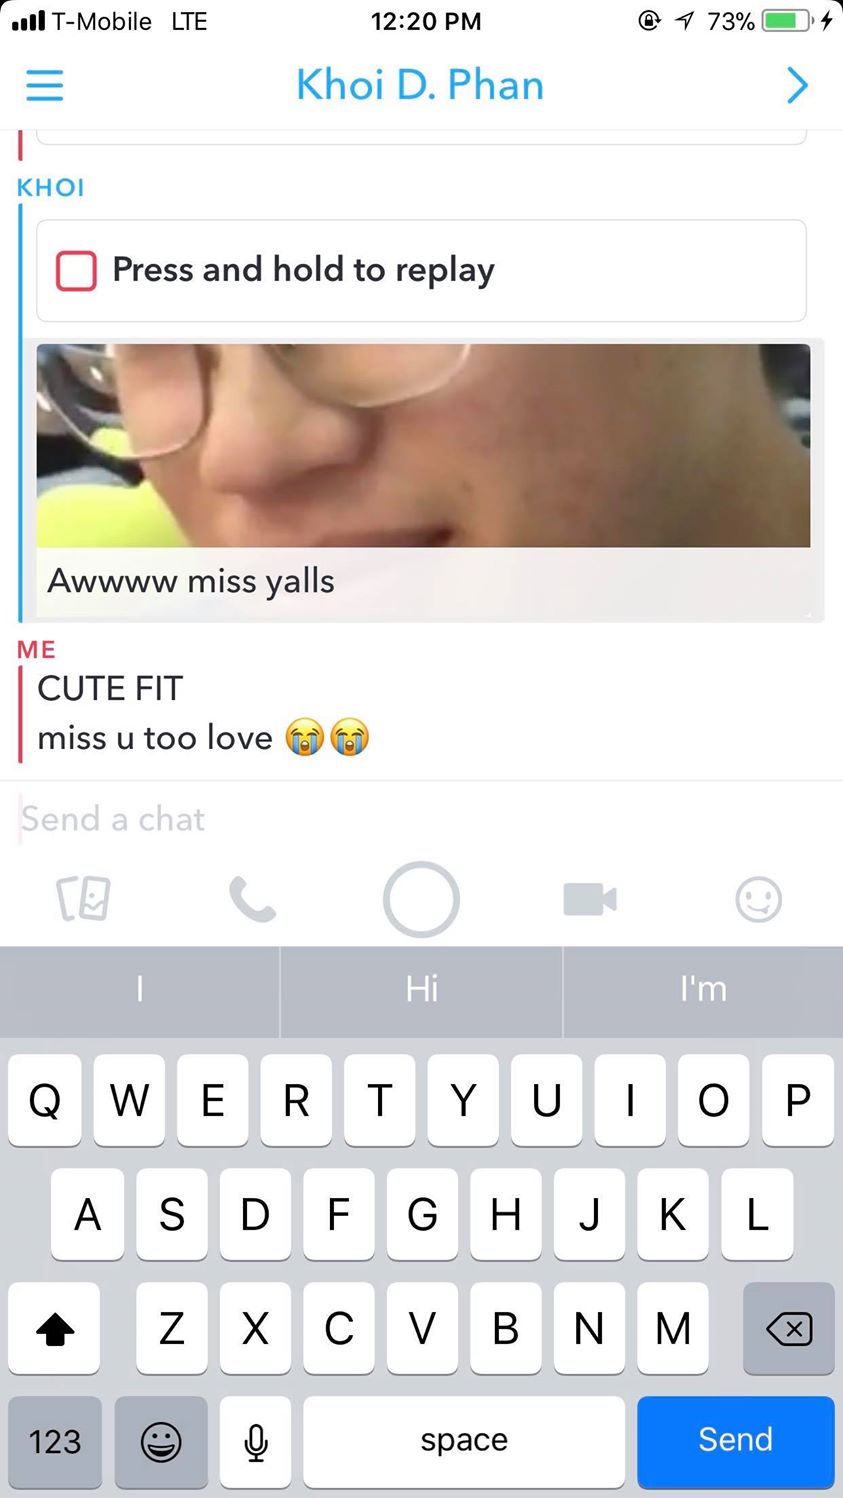 T-Mobile LTE 12:20 PM 73%
Khoi D. Phan
KHOI
Press and hold to replay
Awwww miss yalls
ME
CUTE FIT
miss u too love 😭😭
Send a chat
I Hi I'm
Q W E R T Y U I O P
A S D F G H J K L
Z X C V B N M
123 space Send